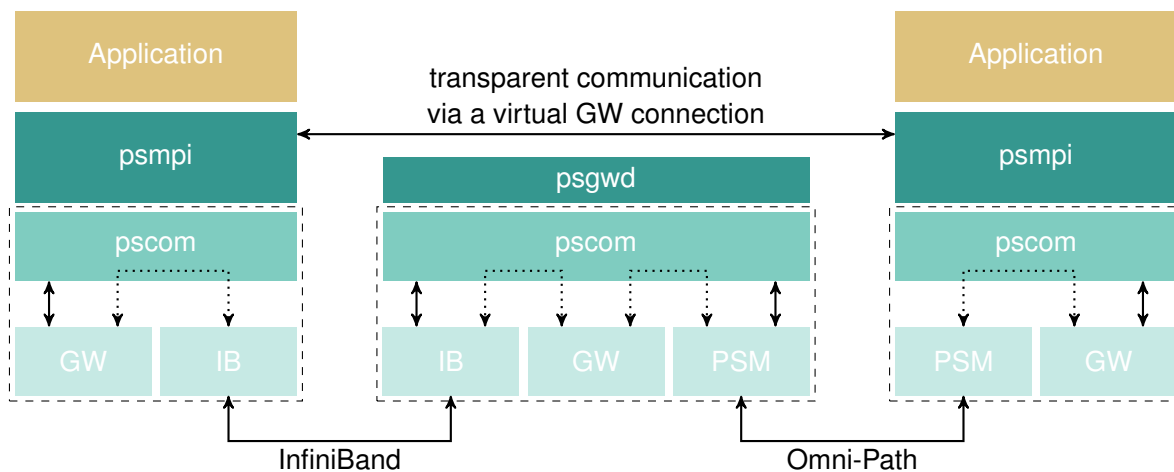 Application
Application
transparent communication
via a virtual GW connection
psmpi
psmpi
psgwd
pscom
pscom
pscom
GW
IB
IB
GW
PSM
PSM
GW
InfiniBand
Omni-Path